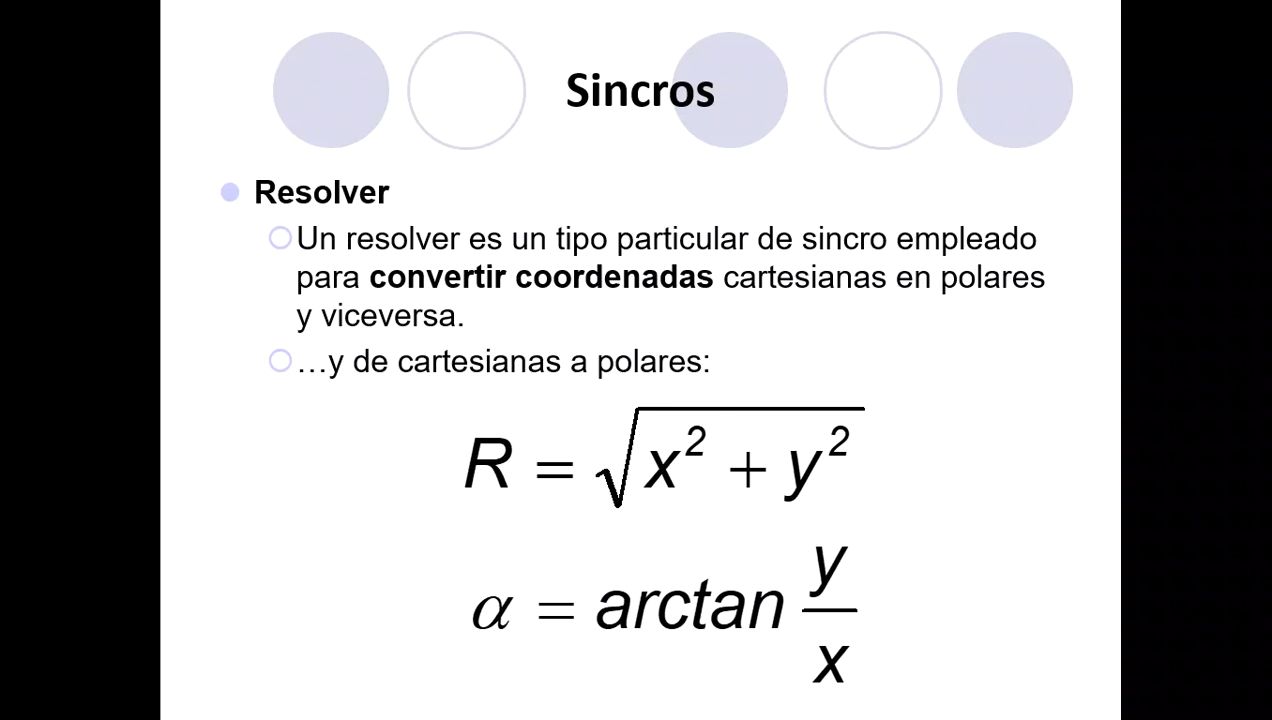 Sincros
Resolver
Un resolver es un tipo particular de sincro empleado
para convertir coordenadas cartesianas en polares
y viceversa.
…y de cartesianas a polares:
R = √(x² + y²)
α = arctan y/x